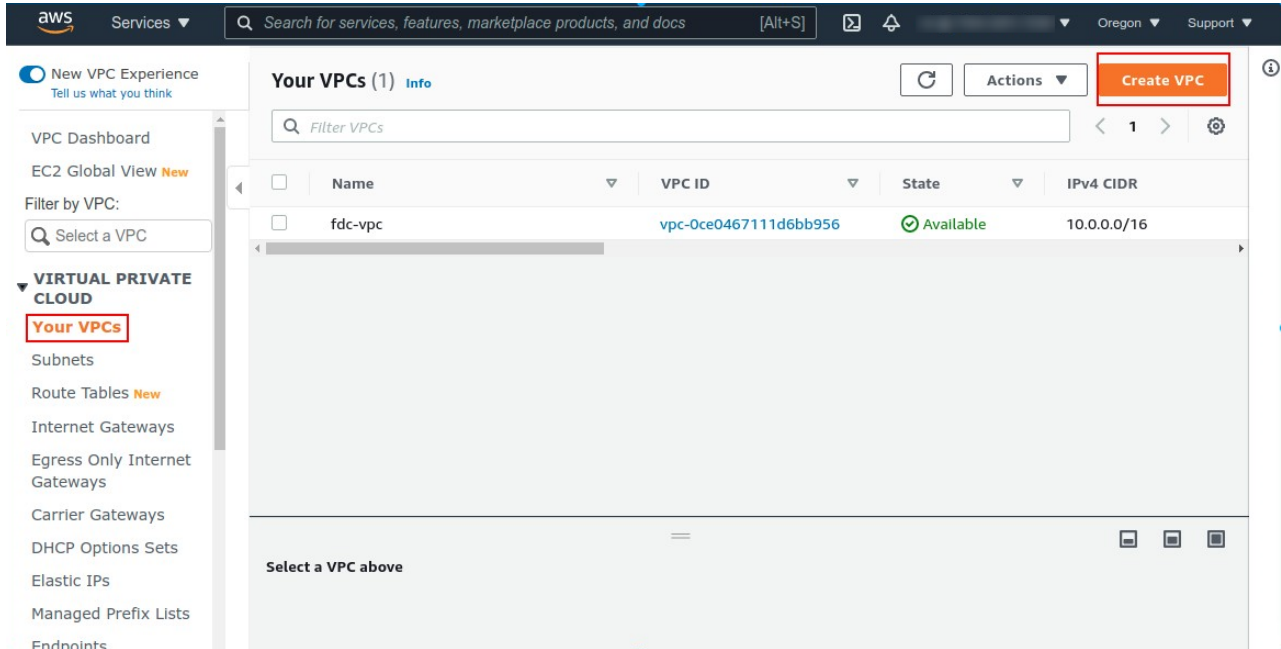 aws
Services ▼
Search for services, features, marketplace products, and docs [Alt+S]
Oregon ▼
Support ▼
New VPC Experience
Tell us what you think
VPC Dashboard
EC2 Global View New
Filter by VPC:
Select a VPC
VIRTUAL PRIVATE
CLOUD
Your VPCs
Subnets
Route Tables New
Internet Gateways
Egress Only Internet
Gateways
Carrier Gateways
DHCP Options Sets
Elastic IPs
Managed Prefix Lists
Endpoints
Your VPCs (1) Info
Actions ▼
Create VPC
Filter VPCs
1
Name VPC ID State IPv4 CIDR
fdc-vpc vpc-0ce0467111d6bb956 Available 10.0.0.0/16
Select a VPC above